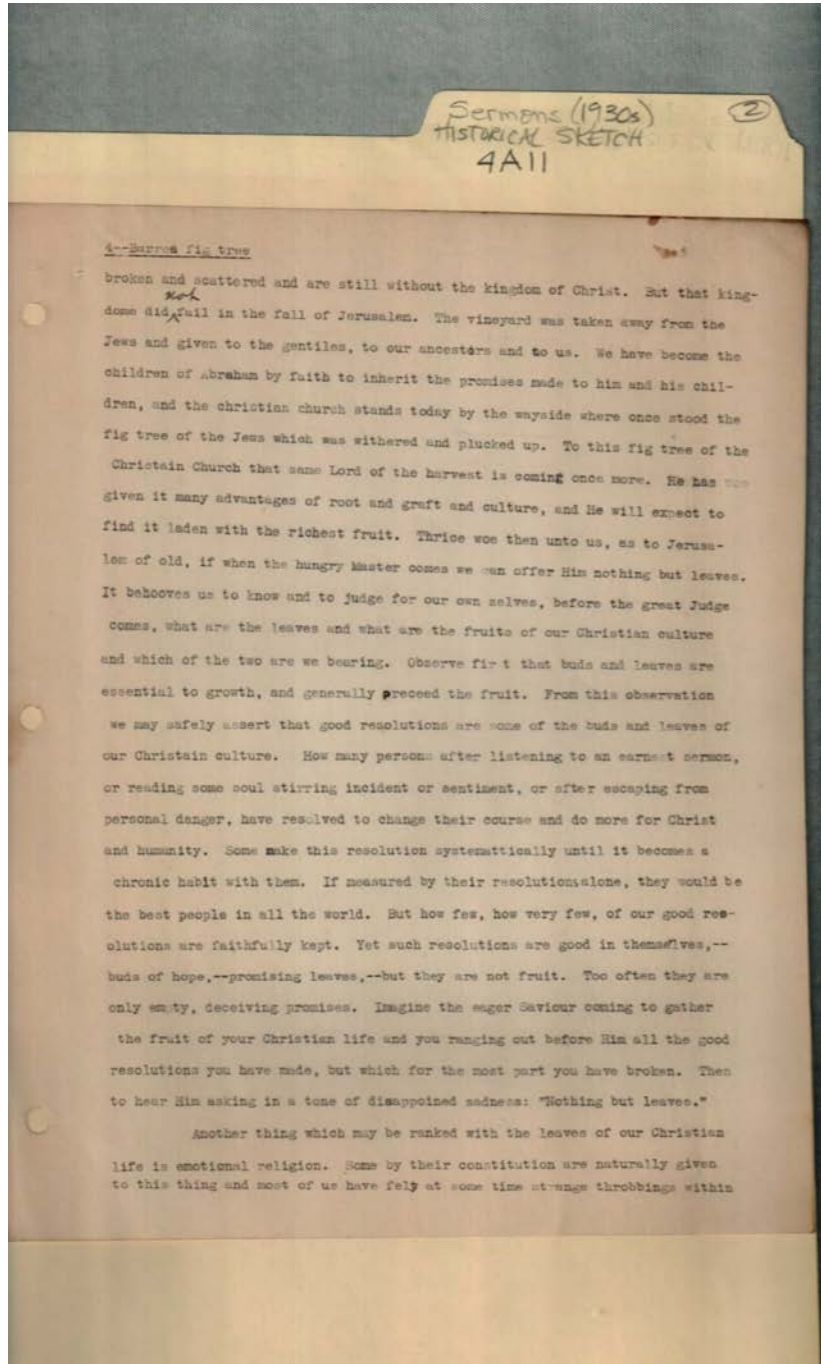 Sermons (1930s) 2
HISTORICAL SKETCH
4A11
4--Barren fig tree
broken and scattered and are still without the kingdom of Christ. But that king-
not
dome did fail in the fall of Jerusalem. The vineyard was taken away from the
Jews and given to the gentiles, to our ancestors and to us. We have become the
children of Abraham by faith to inherit the promises made to him and his chil-
dren, and the christian church stands today by the wayside where once stood the
fig tree of the Jews which was withered and plucked up. To this fig tree of the
Christain Church that same Lord of the harvest is coming once more. He has
given it many advantages of root and graft and culture, and He will expect to
find it laden with the richest fruit. Thrice woe then unto us, as to Jerusa-
lem of old, if when the hungry Master comes we can offer Him nothing but leaves.
It behooves us to know and to judge for our own selves, before the great Judge
comes, what are the leaves and what are the fruits of our Christian culture
and which of the two are we bearing. Observe first that buds and leaves are
essential to growth, and generally preceed the fruit. From this observation
we may safely assert that good resolutions are some of the buds and leaves of
our Christain culture. How many persons after listening to an earnest sermon,
or reading some soul stirring incident or sentiment, or after escaping from
personal danger, have resolved to change their course and do more for Christ
and humanity. Some make this resolution systemattically until it becomes a
chronic habit with them. If measured by their resolutions alone, they would be
the best people in all the world. But how few, how very few, of our good res-
olutions are faithfully kept. Yet such resolutions are good in themselves,--
buds of hope,--promising leaves,--but they are not fruit. Too often they are
only empty, deceiving promises. Imagine the eager Saviour coming to gather
the fruit of your Christian life and you ranging out before Him all the good
resolutions you have made, but which for the most part you have broken. Then
to hear Him asking in a tone of disappoined sadness: "Nothing but leaves."
Another thing which may be ranked with the leaves of our Christian
life is emotional religion. Some by their constitution are naturally given
to this thing and most of us have felt at some time strange throbbings within